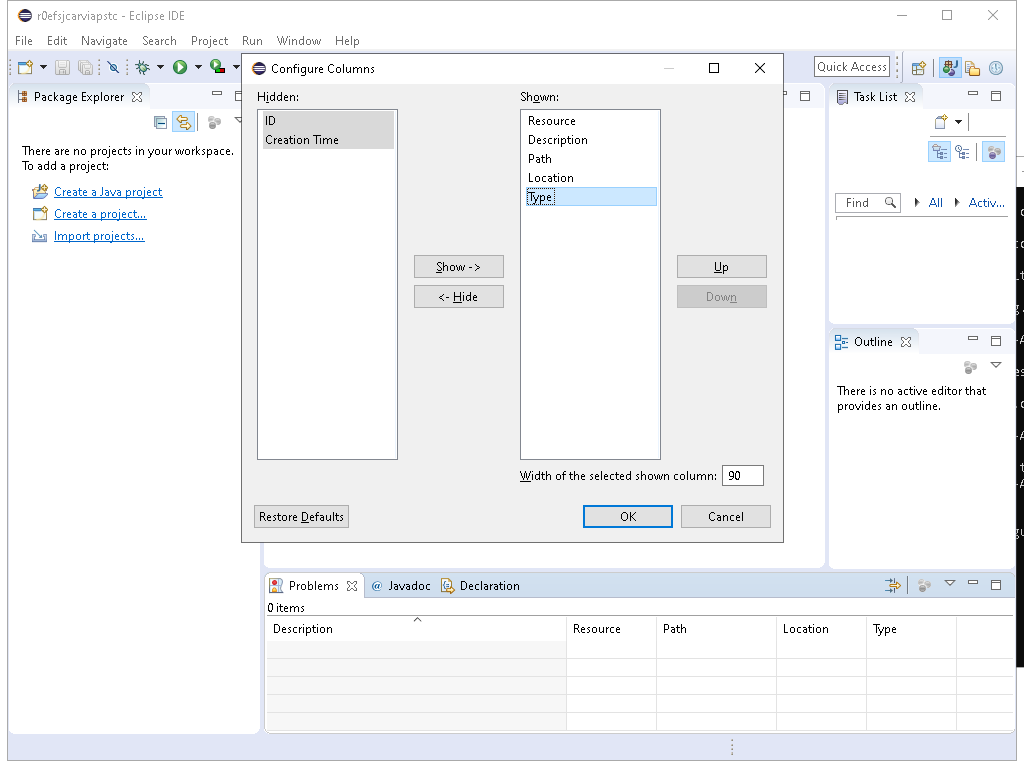 r0efsjcarviapstc - Eclipse IDE
File Edit Navigate Search Project Run Window Help
Quick Access
Package Explorer
There are no projects in your workspace.
To add a project:
Create a Java project
Create a project...
Import projects...
Configure Columns
Hidden:
ID
Creation Time
Show ->
<- Hide
Shown:
Resource
Description
Path
Location
Type
Up
Down
Width of the selected shown column: 90
Restore Defaults
OK
Cancel
Task List
Find
All
Activ...
Outline
There is no active editor that
provides an outline.
Problems
@ Javadoc
Declaration
0 items
Description Resource Path Location Type